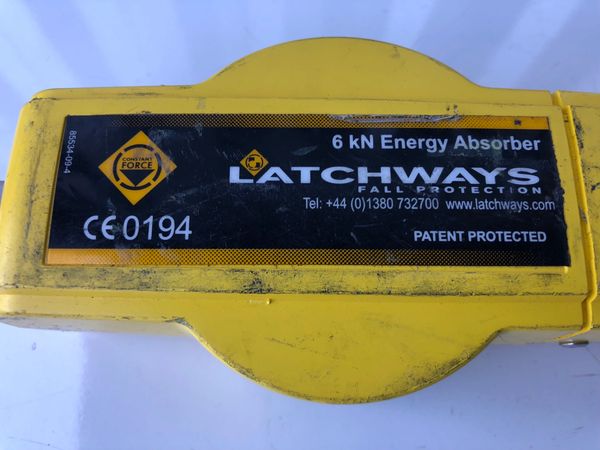 85534-09-4
CONSTANT
FORCE
6 kN Energy Absorber
LATCHWAYS
FALL PROTECTION
Tel: +44 (0)1380 732700 www.latchways.com
CE 0194
PATENT PROTECTED